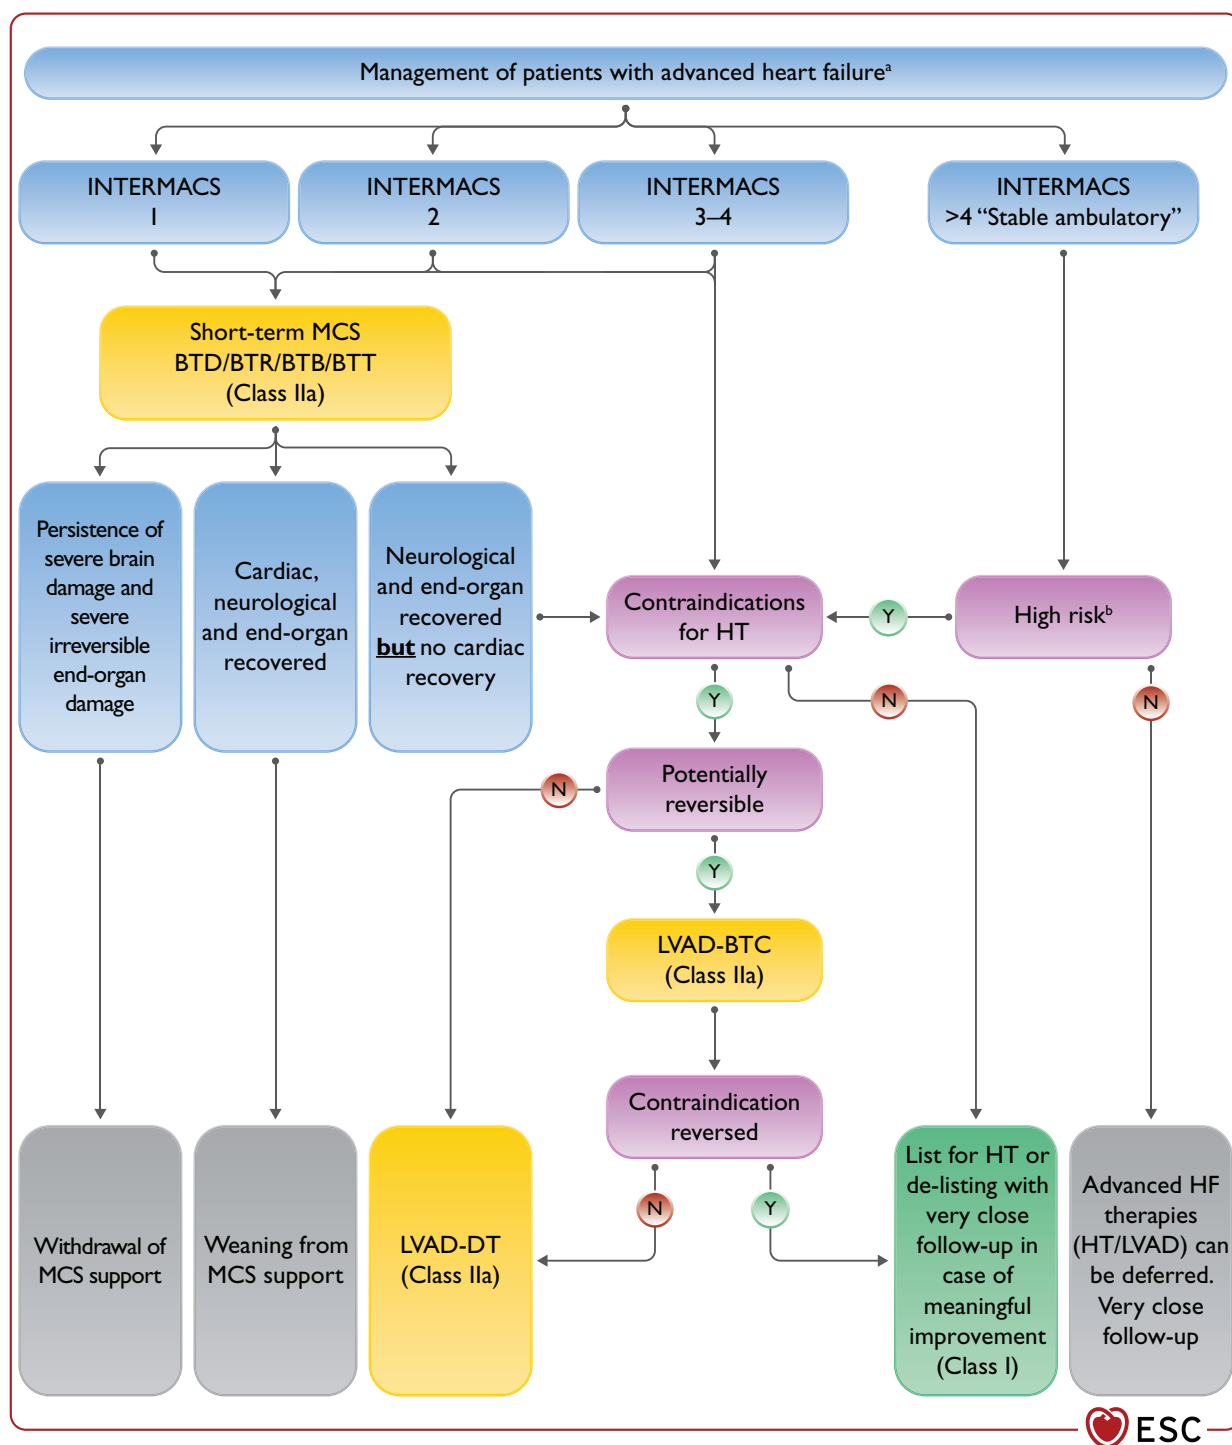 Management of patients with advanced heart failureᵃ
INTERMACS
1
INTERMACS
2
INTERMACS
3–4
INTERMACS
>4 “Stable ambulatory”
Short-term MCS
BTD/BTR/BTB/BTT
(Class IIa)
Persistence of
severe brain
damage and
severe
irreversible
end-organ
damage
Cardiac,
neurological
and end-organ
recovered
Neurological
and end-organ
recovered
but no cardiac
recovery
Contraindications
for HT
Y
High riskᵇ
Y
N
N
Potentially
reversible
N
Y
LVAD-BTC
(Class IIa)
Contraindication
reversed
N
Y
Withdrawal of
MCS support
Weaning from
MCS support
LVAD-DT
(Class IIa)
List for HT or
de-listing with
very close
follow-up in
case of
meaningful
improvement
(Class I)
Advanced HF
therapies
(HT/LVAD) can
be deferred.
Very close
follow-up
ESC